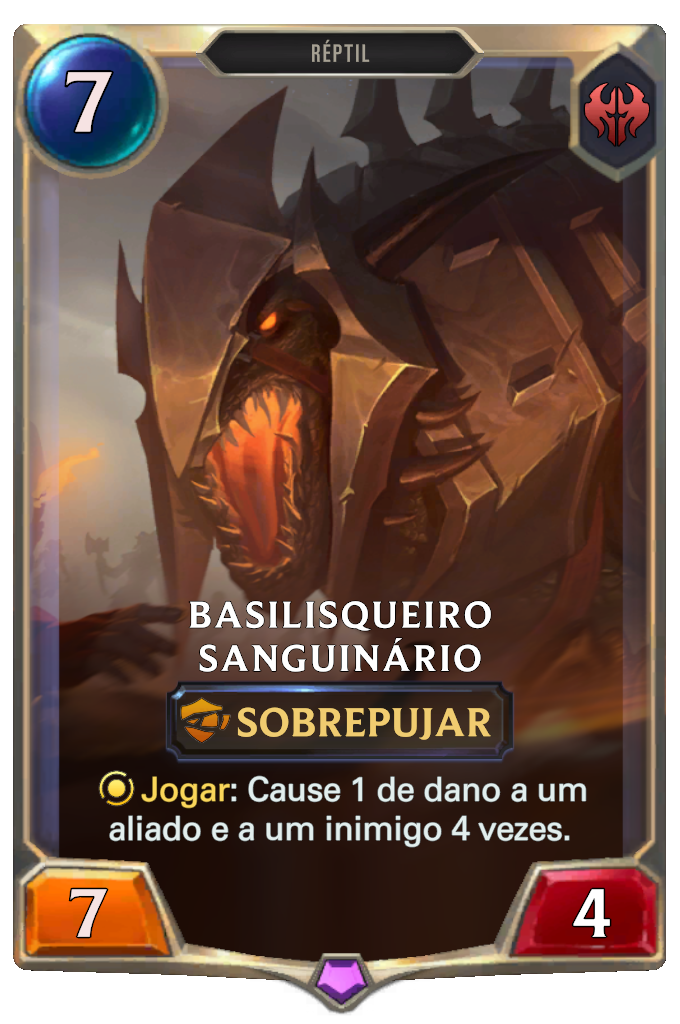 7
RÉPTIL
BASILISQUEIRO
SANGUINÁRIO
SOBREPUJAR
Jogar: Cause 1 de dano a um
aliado e a um inimigo 4 vezes.
7
4